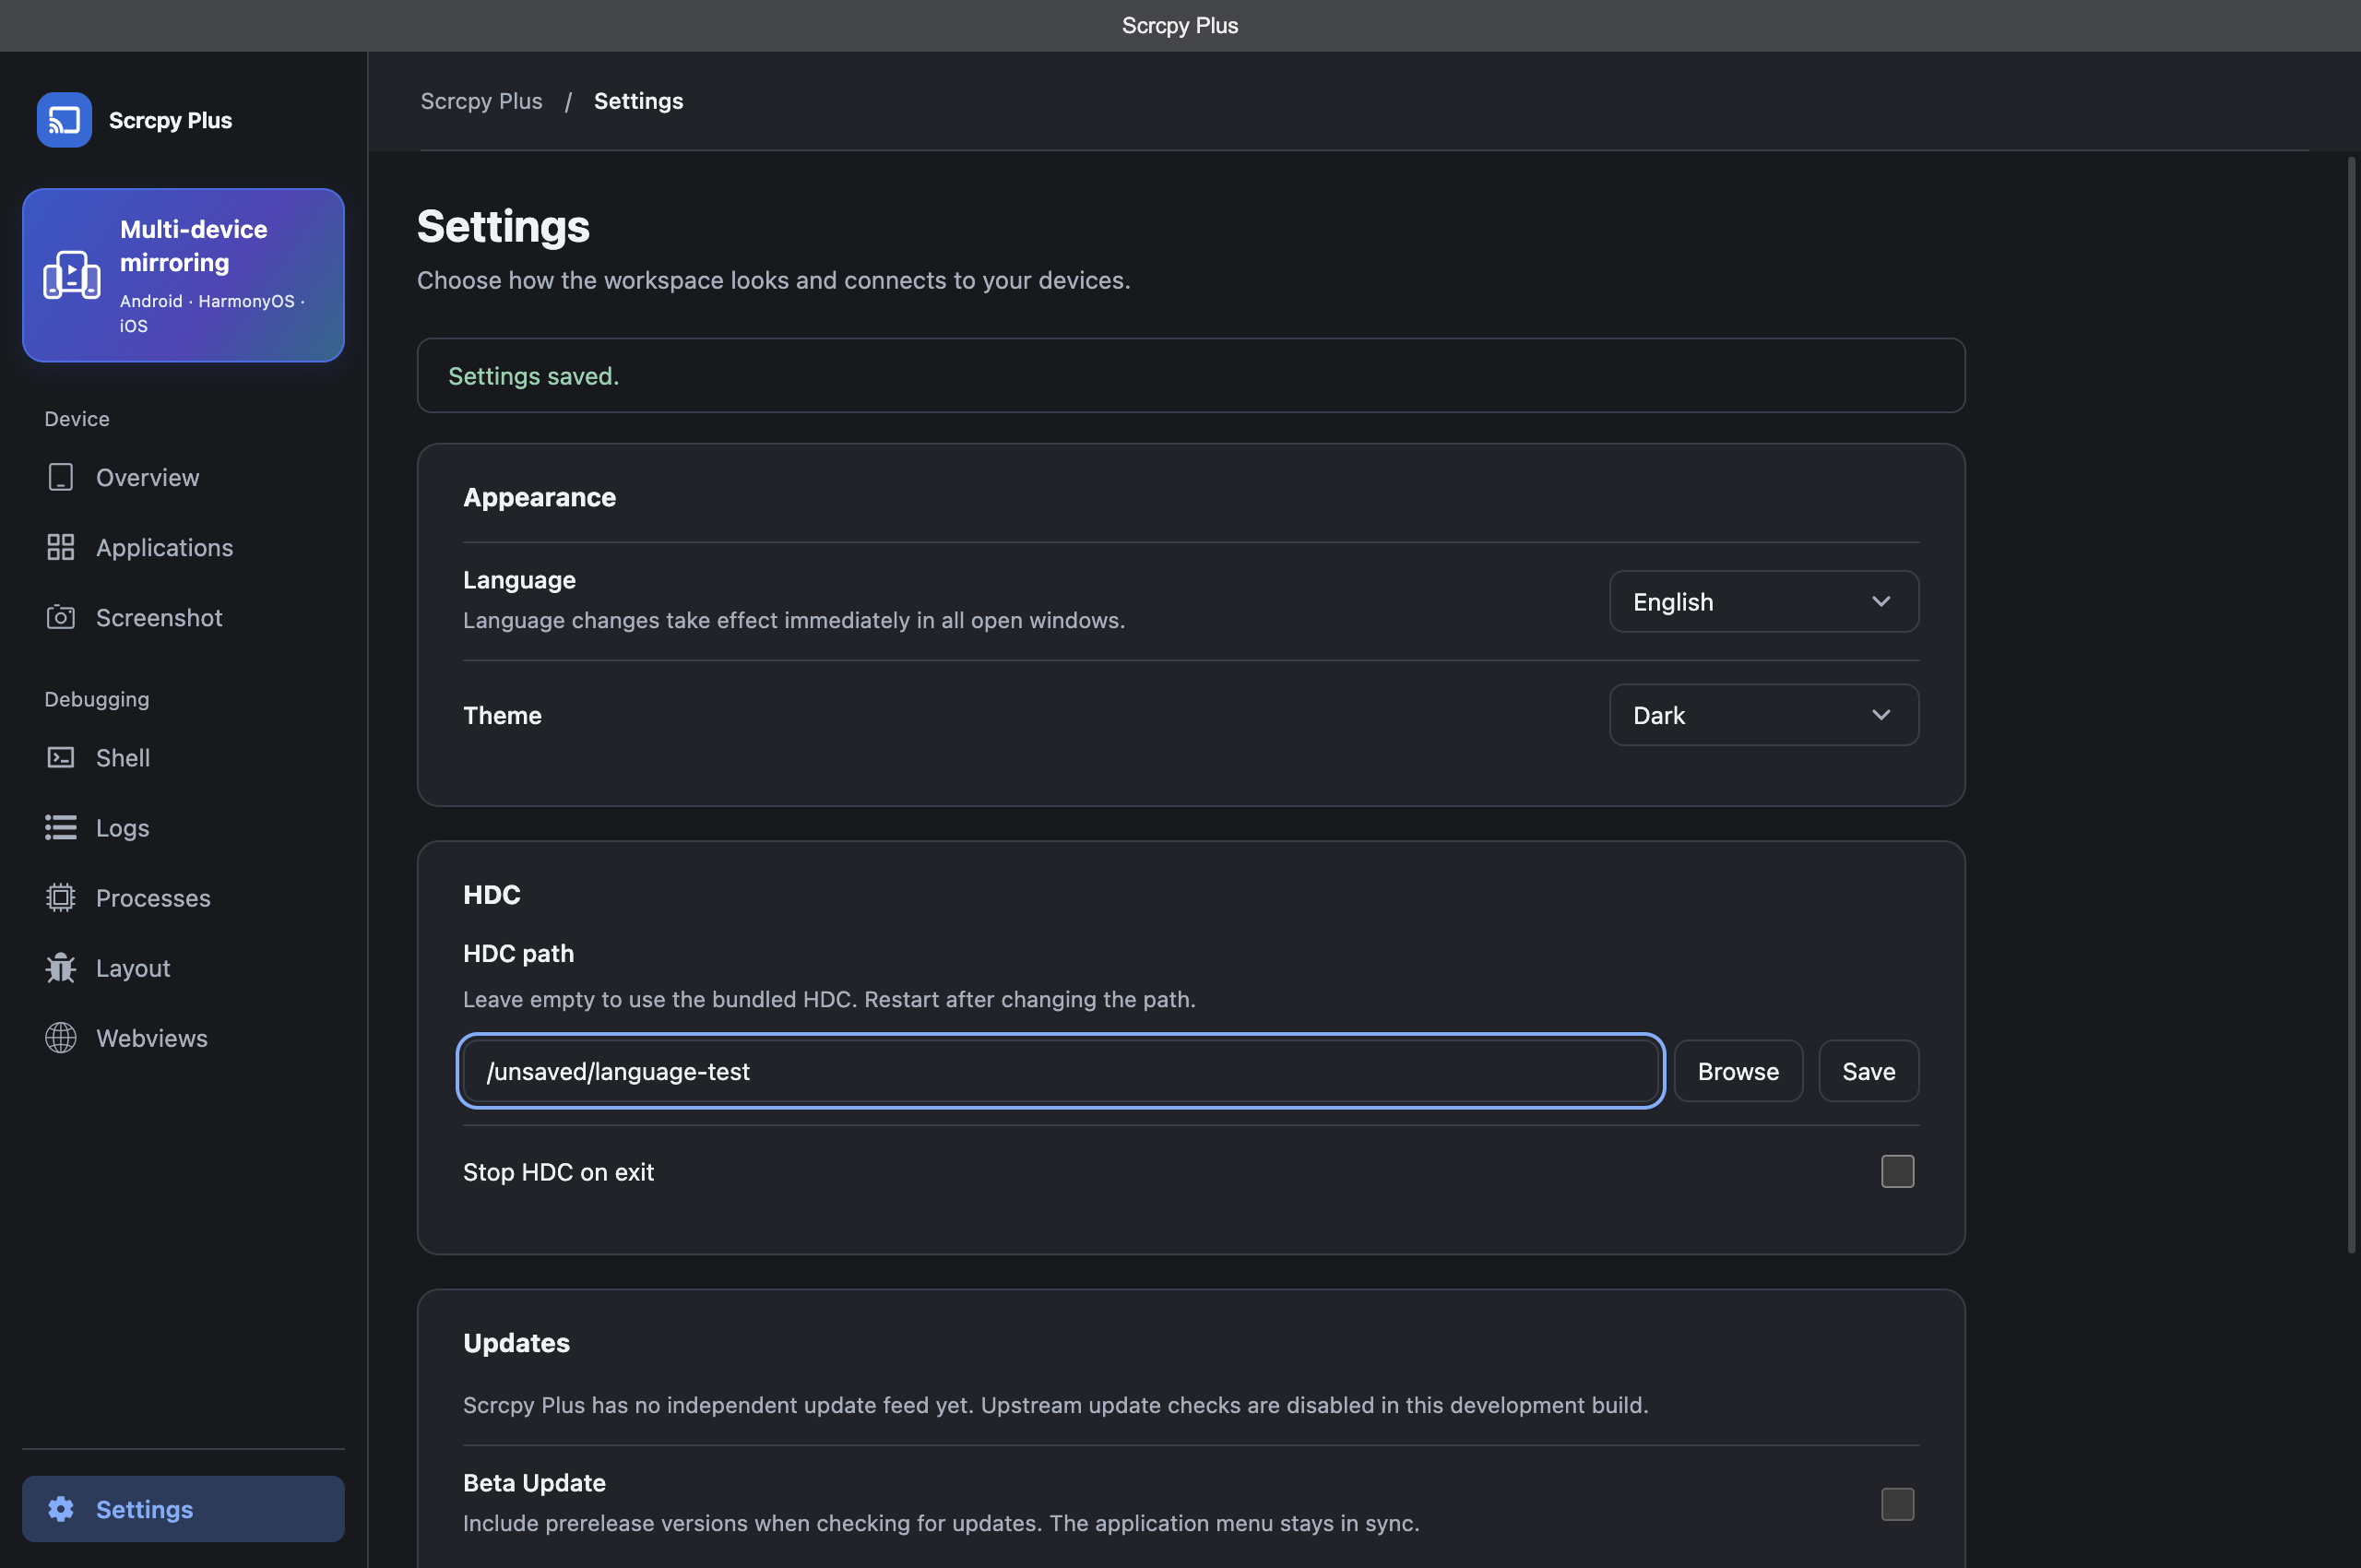 Scrcpy Plus
Scrcpy Plus
Multi-device
mirroring
Android · HarmonyOS ·
iOS
Device
Overview
Applications
Screenshot
Debugging
Shell
Logs
Processes
Layout
Webviews
Settings
Scrcpy Plus / Settings
Settings
Choose how the workspace looks and connects to your devices.
Settings saved.
Appearance
Language
Language changes take effect immediately in all open windows.
English
Theme
Dark
HDC
HDC path
Leave empty to use the bundled HDC. Restart after changing the path.
/unsaved/language-test
Browse
Save
Stop HDC on exit
Updates
Scrcpy Plus has no independent update feed yet. Upstream update checks are disabled in this development build.
Beta Update
Include prerelease versions when checking for updates. The application menu stays in sync.